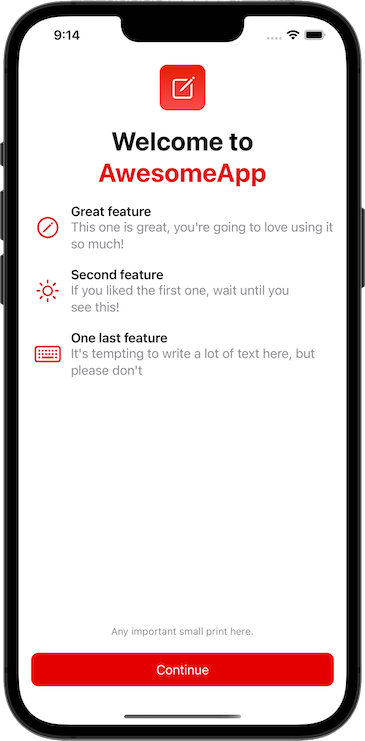 9:14
Welcome to
AwesomeApp
Great feature
This one is great, you're going to love using it
so much!
Second feature
If you liked the first one, wait until you
see this!
One last feature
It's tempting to write a lot of text here, but
please don't
Any important small print here.
Continue